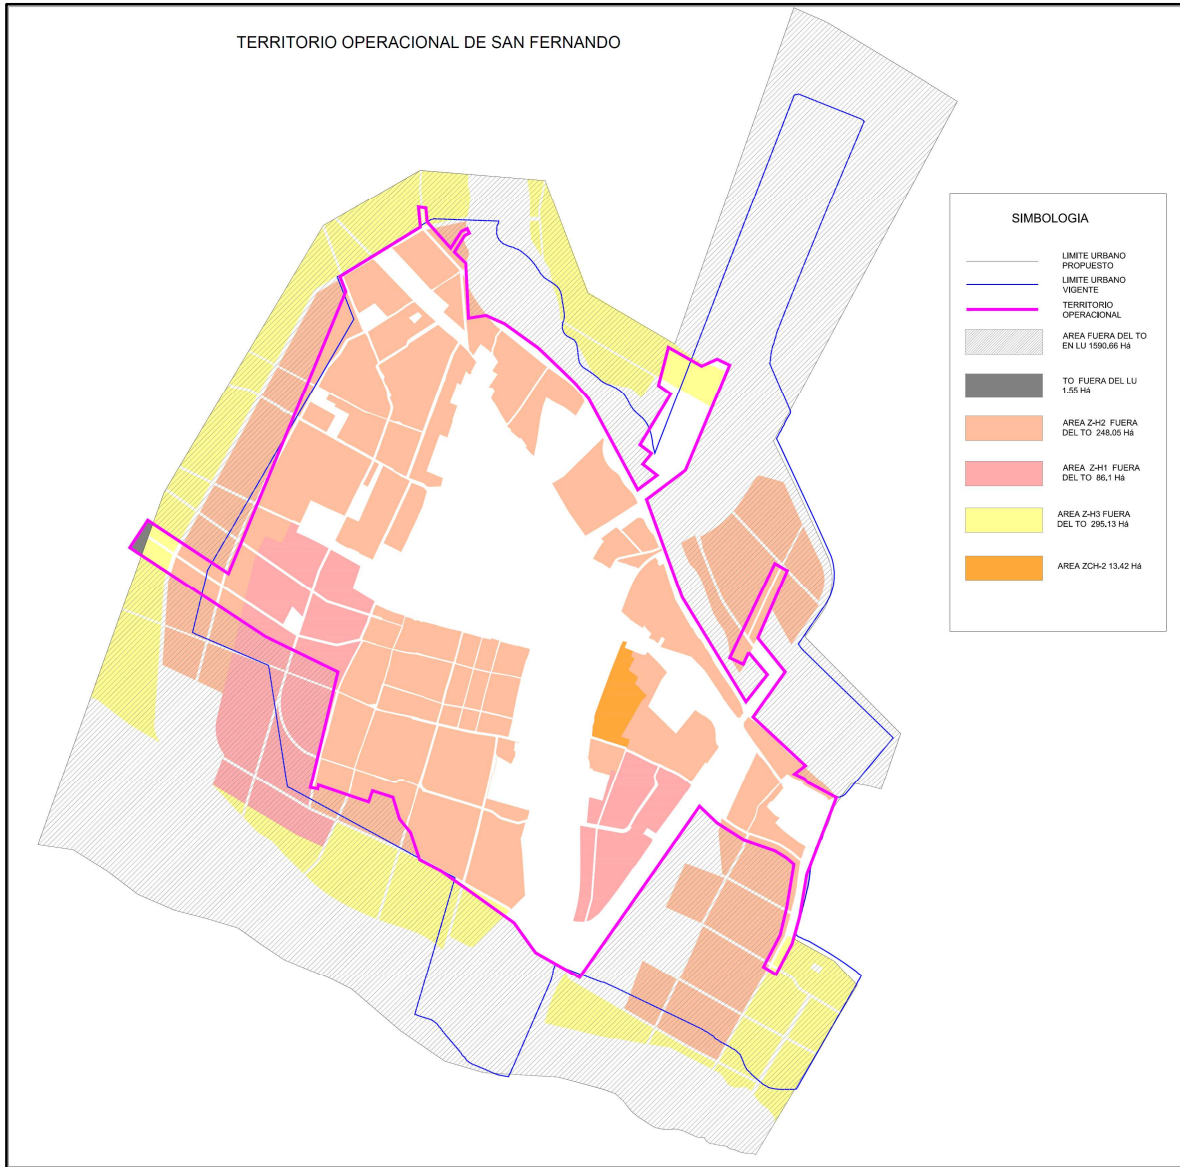 TERRITORIO OPERACIONAL DE SAN FERNANDO
SIMBOLOGIA
LIMITE URBANO
PROPUESTO
LIMITE URBANO
VIGENTE
TERRITORIO
OPERACIONAL
AREA FUERA DEL TO
EN LU 1590,66 Há
TO FUERA DEL LU
1.55 Há
AREA Z-H2 FUERA
DEL TO 248.05 Há
AREA Z-H1 FUERA
DEL TO 86,1 Há
AREA Z-H3 FUERA
DEL TO 295.13 Há
AREA ZCH-2 13.42 Há